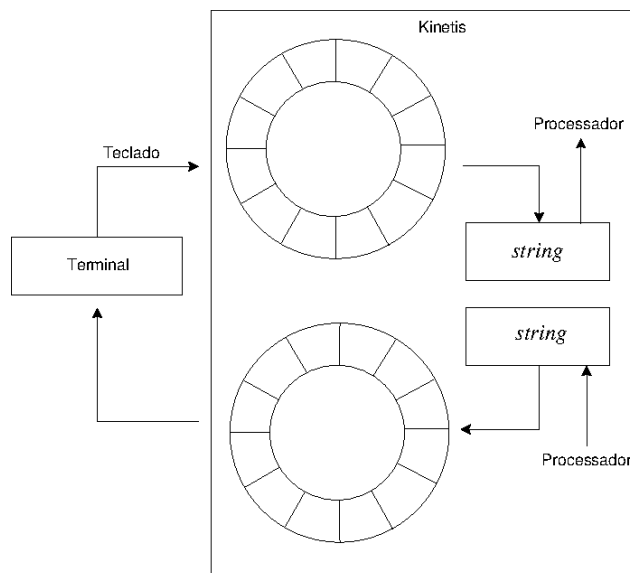 Kinetis
Processador
Teclado
Terminal
string
string
Processador